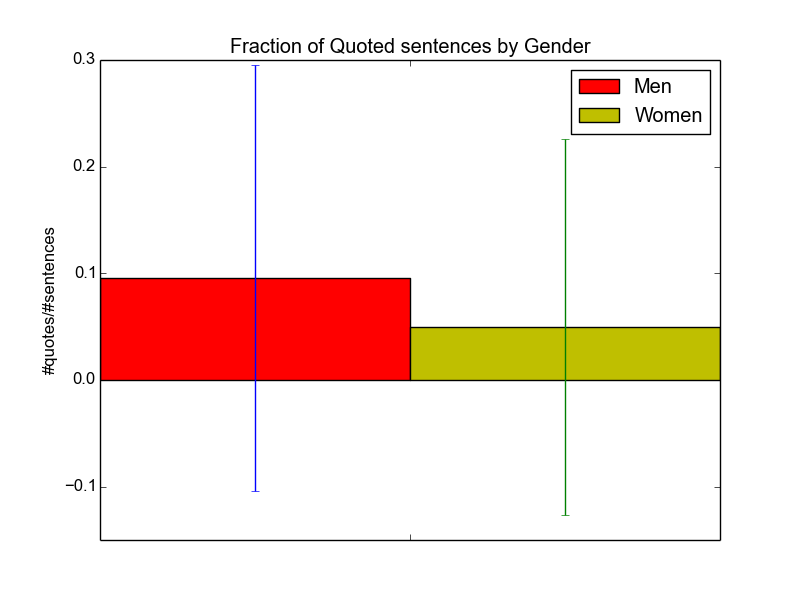 Fraction of Quoted sentences by Gender
0.3
Men
Women
0.2
0.1
#quotes/#sentences
0.0
−0.1